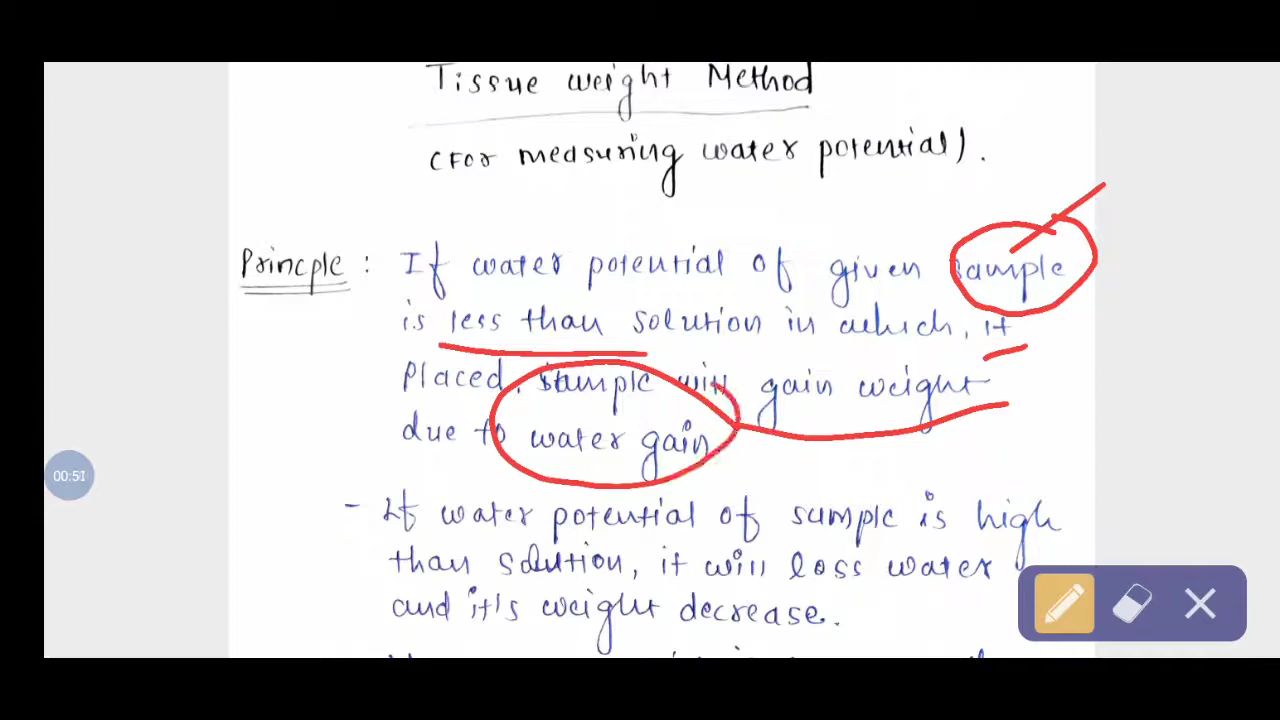 Tissue weight Method
(For measuring water potential).
Princple : If water potential of given sample
is less than solution in which, it
placed, sample will gain weight
due to water gain.
- If water potential of sample is high
than solution, it will loss water
and it's weight decrease.
00:51